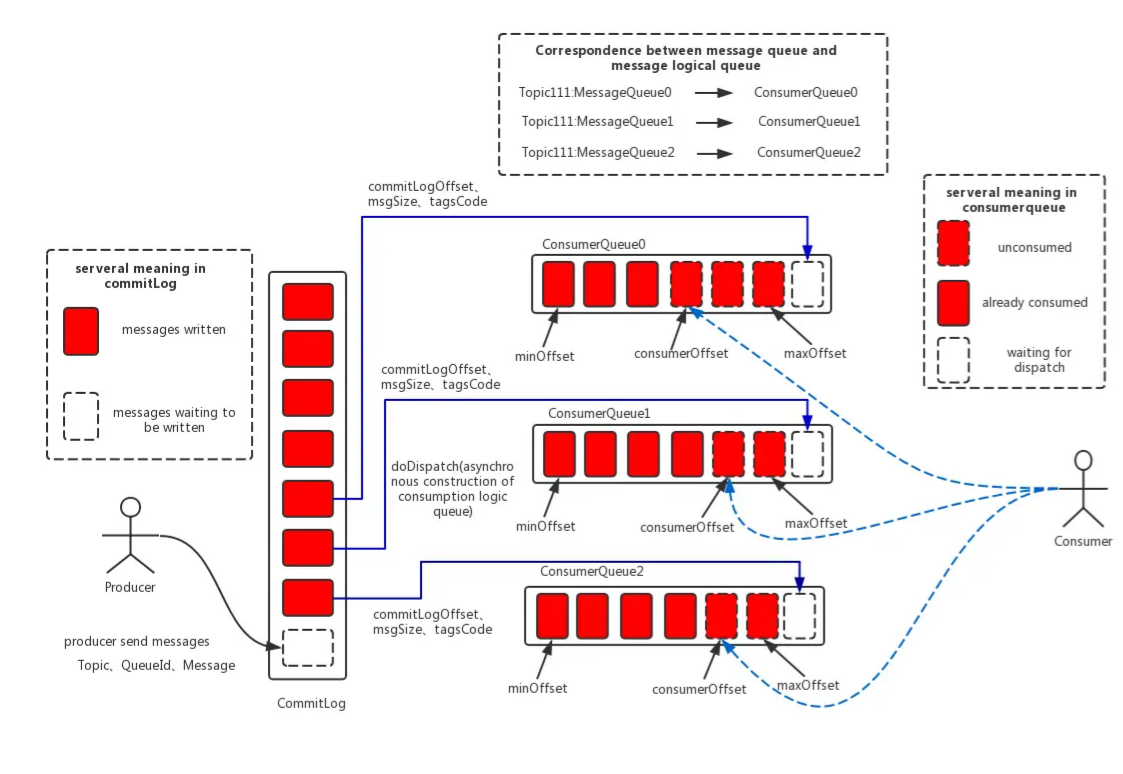 Correspondence between message queue and
message logical queue
Topic111:MessageQueue0
ConsumerQueue0
Topic111:MessageQueue1
ConsumerQueue1
Topic111:MessageQueue2
ConsumerQueue2
commitLogOffset、
msgSize、tagsCode
serveral meaning in
consumerqueue
unconsumed
already consumed
waiting for
dispatch
serveral meaning in
commitLog
messages written
messages waiting to
be written
ConsumerQueue0
minOffset
consumerOffset
maxOffset
commitLogOffset、
msgSize、tagsCode
ConsumerQueue1
doDispatch(asynchro
nous construction of
consumption logic
queue)
minOffset
consumerOffset
maxOffset
Consumer
Producer
ConsumerQueue2
commitLogOffset、
msgSize、tagsCode
producer send messages
Topic、QueueId、Message
minOffset
consumerOffset
maxOffset
CommitLog